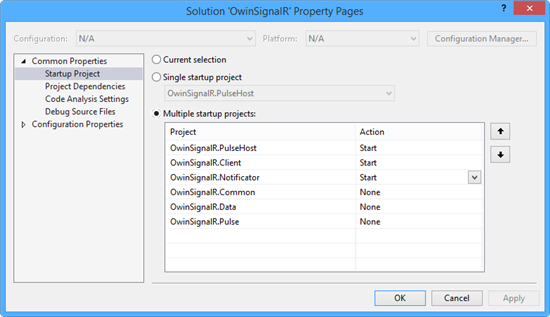 Solution 'OwinSignalR' Property Pages
? x
Configuration: N/A Platform: N/A Configuration Manager...
Common Properties
Startup Project
Project Dependencies
Code Analysis Settings
Debug Source Files
Configuration Properties
Current selection
Single startup project
OwinSignalR.PulseHost
Multiple startup projects:
Project Action
OwinSignalR.PulseHost Start
OwinSignalR.Client Start
OwinSignalR.Notificator Start
OwinSignalR.Common None
OwinSignalR.Data None
OwinSignalR.Pulse None
OK Cancel Apply